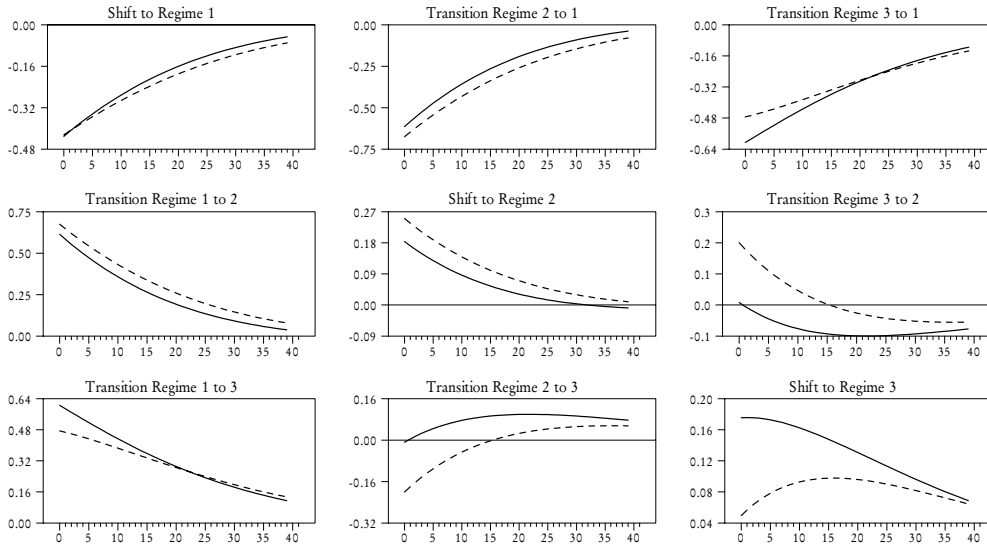 Shift to Regime 1
0.00
-0.16
-0.32
-0.48
0 5 10 15 20 25 30 35 40
Transition Regime 2 to 1
0.00
-0.25
-0.50
-0.75
0 5 10 15 20 25 30 35 40
Transition Regime 3 to 1
0.00
-0.16
-0.32
-0.48
-0.64
0 5 10 15 20 25 30 35 40
Transition Regime 1 to 2
0.75
0.50
0.25
0.00
0 5 10 15 20 25 30 35 40
Shift to Regime 2
0.27
0.18
0.09
0.00
-0.09
0 5 10 15 20 25 30 35 40
Transition Regime 3 to 2
0.3
0.2
0.1
-0.0
-0.1
0 5 10 15 20 25 30 35 40
Transition Regime 1 to 3
0.64
0.48
0.32
0.16
0.00
0 5 10 15 20 25 30 35 40
Transition Regime 2 to 3
0.16
0.00
-0.16
-0.32
0 5 10 15 20 25 30 35 40
Shift to Regime 3
0.20
0.16
0.12
0.08
0.04
0 5 10 15 20 25 30 35 40